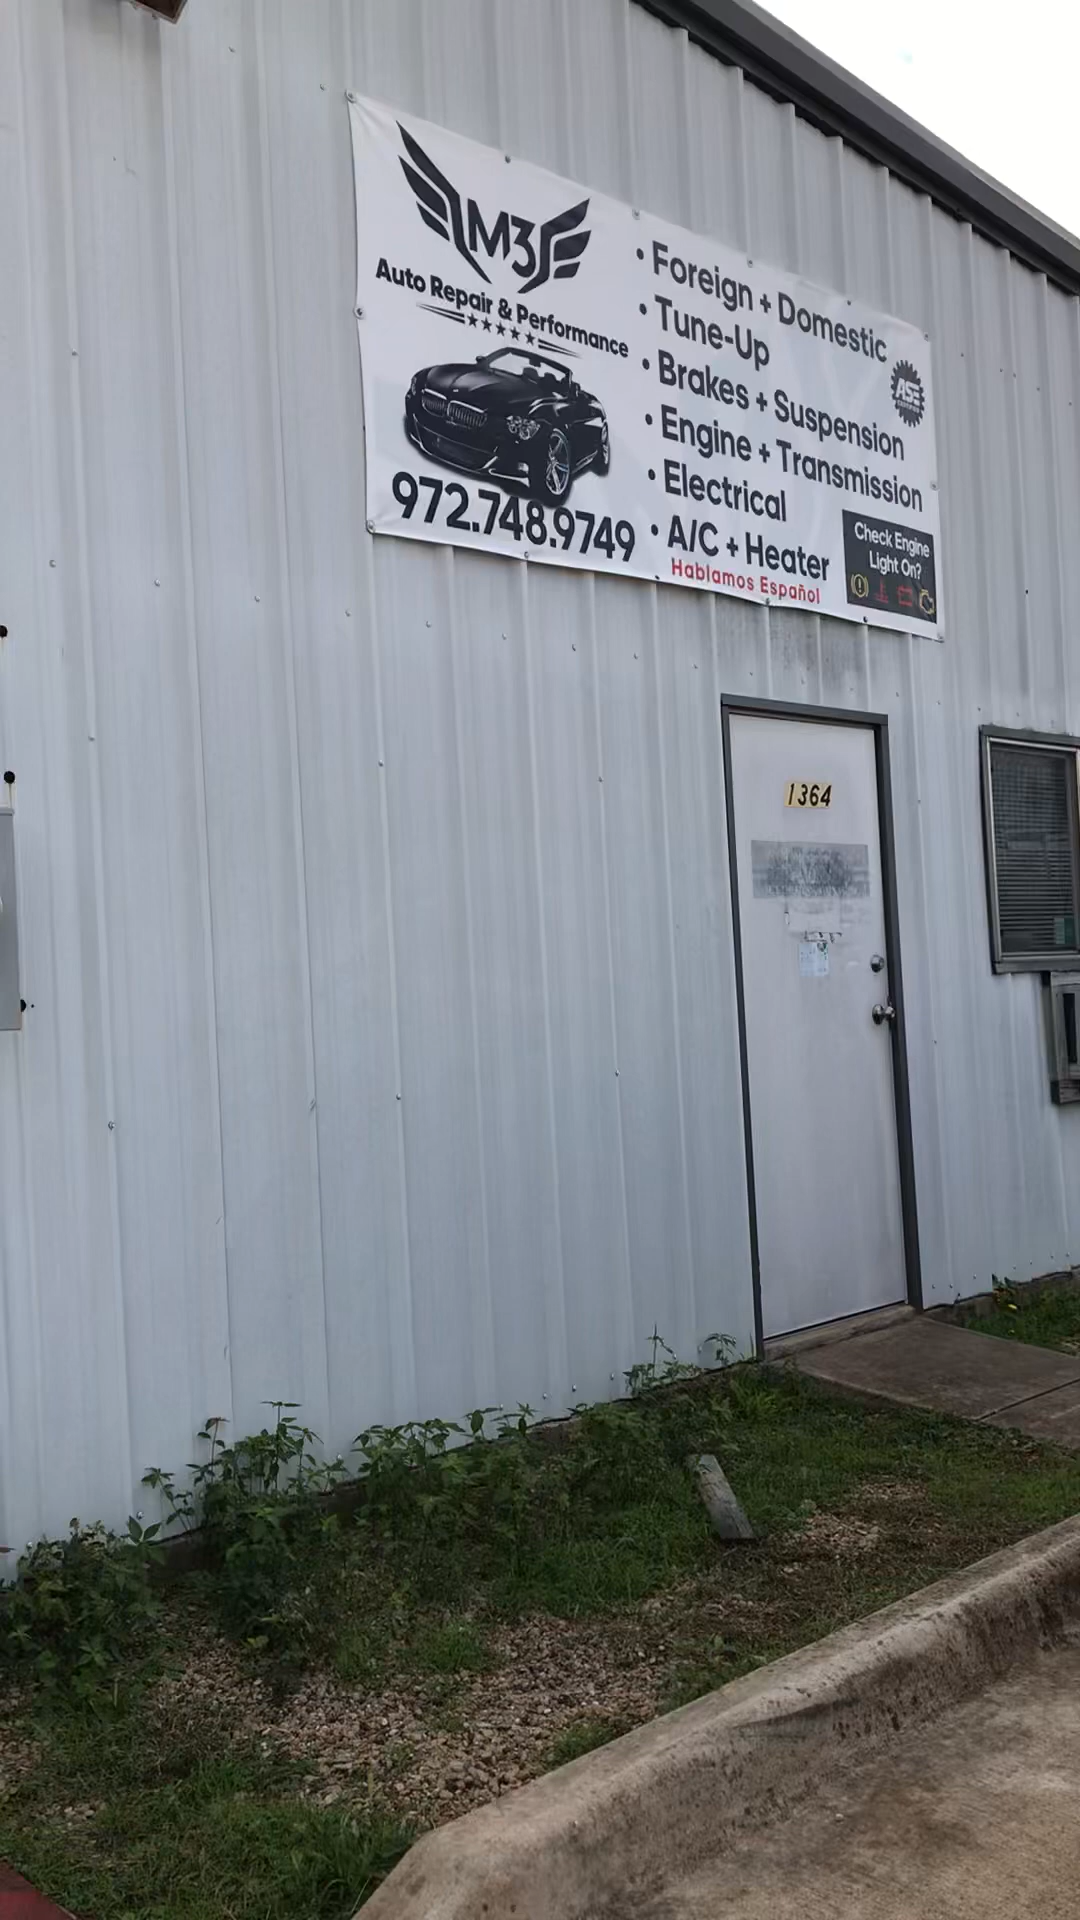 M3
Auto Repair & Performance
972.748.9749
• Foreign + Domestic
• Tune-Up
• Brakes + Suspension
• Engine + Transmission
• Electrical
• A/C + Heater
Hablamos Español
ASE
Check Engine
Light On?
1364